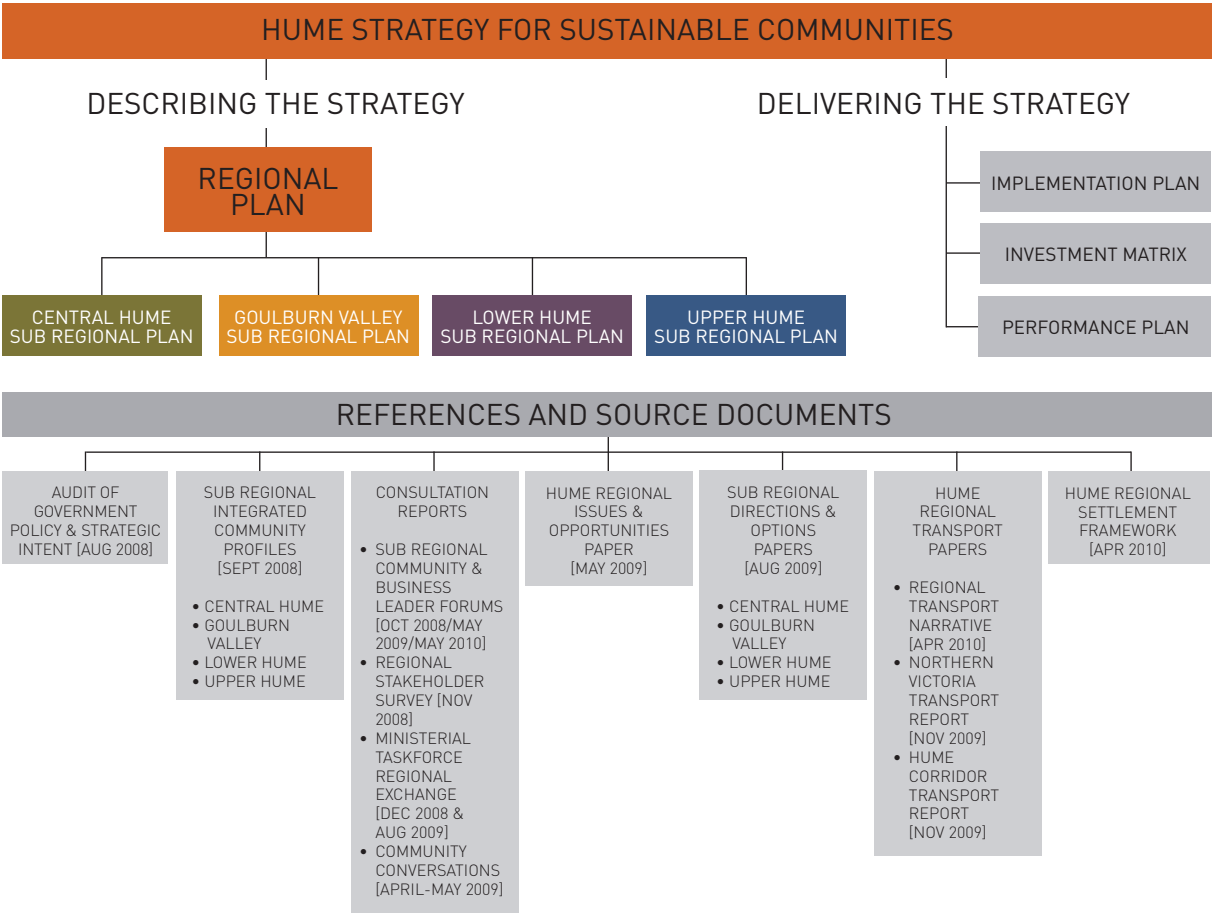 HUME STRATEGY FOR SUSTAINABLE COMMUNITIES
DESCRIBING THE STRATEGY
REGIONAL
PLAN
CENTRAL HUME
SUB REGIONAL PLAN
GOULBURN VALLEY
SUB REGIONAL PLAN
LOWER HUME
SUB REGIONAL PLAN
UPPER HUME
SUB REGIONAL PLAN
DELIVERING THE STRATEGY
IMPLEMENTATION PLAN
INVESTMENT MATRIX
PERFORMANCE PLAN
REFERENCES AND SOURCE DOCUMENTS
AUDIT OF
GOVERNMENT
POLICY & STRATEGIC
INTENT [AUG 2008]
SUB REGIONAL
INTEGRATED
COMMUNITY
PROFILES
[SEPT 2008]
• CENTRAL HUME
• GOULBURN
VALLEY
• LOWER HUME
• UPPER HUME
CONSULTATION
REPORTS
• SUB REGIONAL
COMMUNITY &
BUSINESS
LEADER FORUMS
[OCT 2008/MAY
2009/MAY 2010]
• REGIONAL
STAKEHOLDER
SURVEY [NOV
2008]
• MINISTERIAL
TASKFORCE
REGIONAL
EXCHANGE
[DEC 2008 &
AUG 2009]
• COMMUNITY
CONVERSATIONS
[APRIL-MAY 2009]
HUME REGIONAL
ISSUES &
OPPORTUNITIES
PAPER
[MAY 2009]
SUB REGIONAL
DIRECTIONS &
OPTIONS
PAPERS
[AUG 2009]
• CENTRAL HUME
• GOULBURN
VALLEY
• LOWER HUME
• UPPER HUME
HUME
REGIONAL
TRANSPORT
PAPERS
• REGIONAL
TRANSPORT
NARRATIVE
[APR 2010]
• NORTHERN
VICTORIA
TRANSPORT
REPORT
[NOV 2009]
• HUME
CORRIDOR
TRANSPORT
REPORT
[NOV 2009]
HUME REGIONAL
SETTLEMENT
FRAMEWORK
[APR 2010]